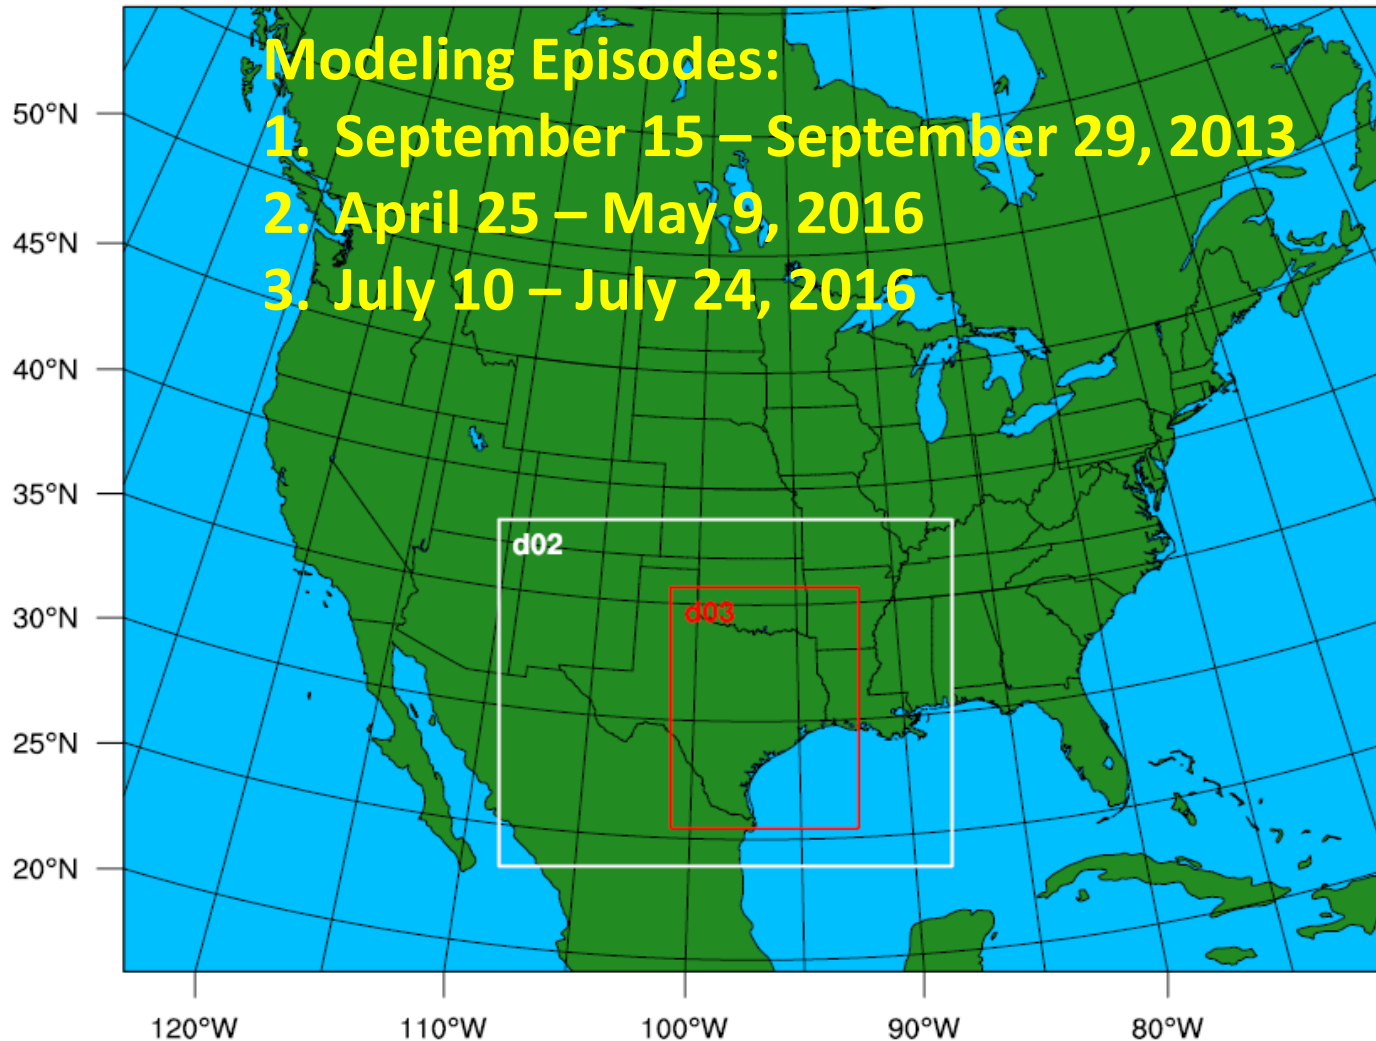 Modeling Episodes:
1. September 15 – September 29, 2013
2. April 25 – May 9, 2016
3. July 10 – July 24, 2016
50°N
45°N
40°N
35°N
30°N
25°N
20°N
d02
d03
120°W
110°W
100°W
90°W
80°W